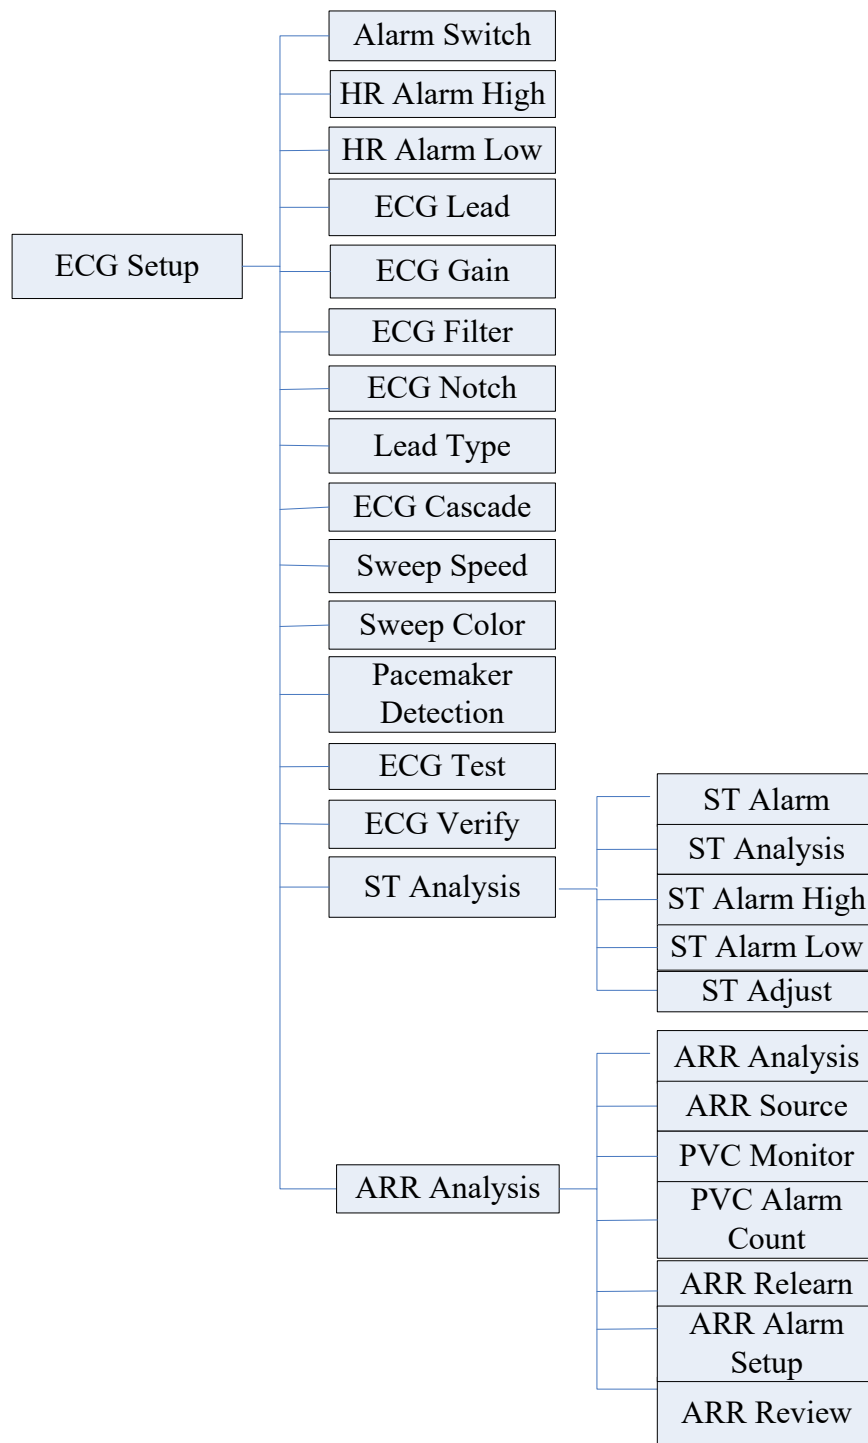 Alarm Switch
HR Alarm High
HR Alarm Low
ECG Lead
ECG Setup
ECG Gain
ECG Filter
ECG Notch
Lead Type
ECG Cascade
Sweep Speed
Sweep Color
Pacemaker
Detection
ECG Test
ECG Verify
ST Analysis
ST Alarm
ST Analysis
ST Alarm High
ST Alarm Low
ST Adjust
ARR Analysis
ARR Analysis
ARR Source
PVC Monitor
PVC Alarm
Count
ARR Relearn
ARR Alarm
Setup
ARR Review